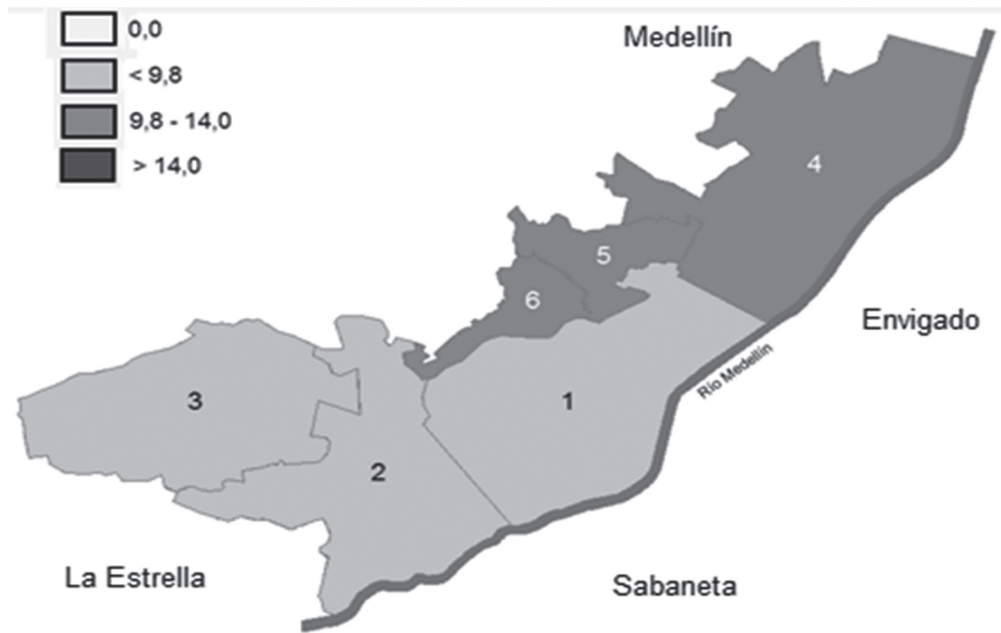 0,0
< 9,8
9,8 - 14,0
> 14,0
Medellín
4
5
6
Envigado
Río Medellín
3
1
2
La Estrella
Sabaneta